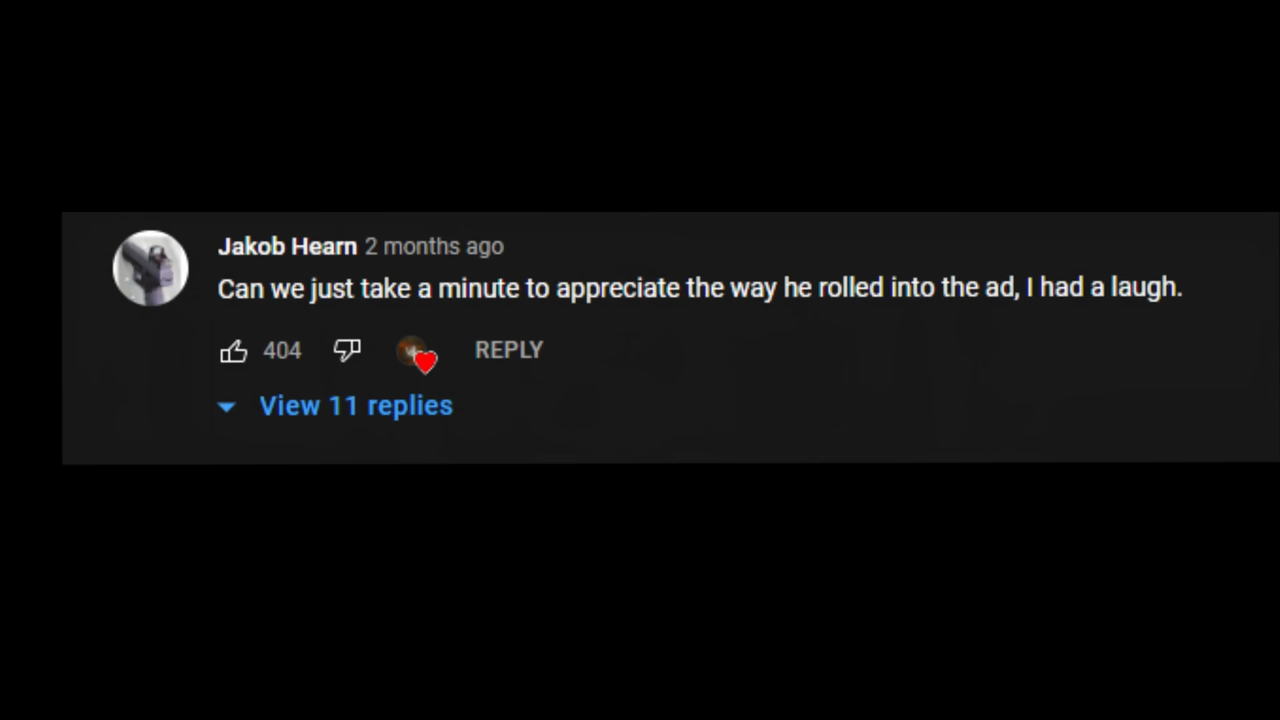 Jakob Hearn 2 months ago
Can we just take a minute to appreciate the way he rolled into the ad, I had a laugh.
404 REPLY
View 11 replies